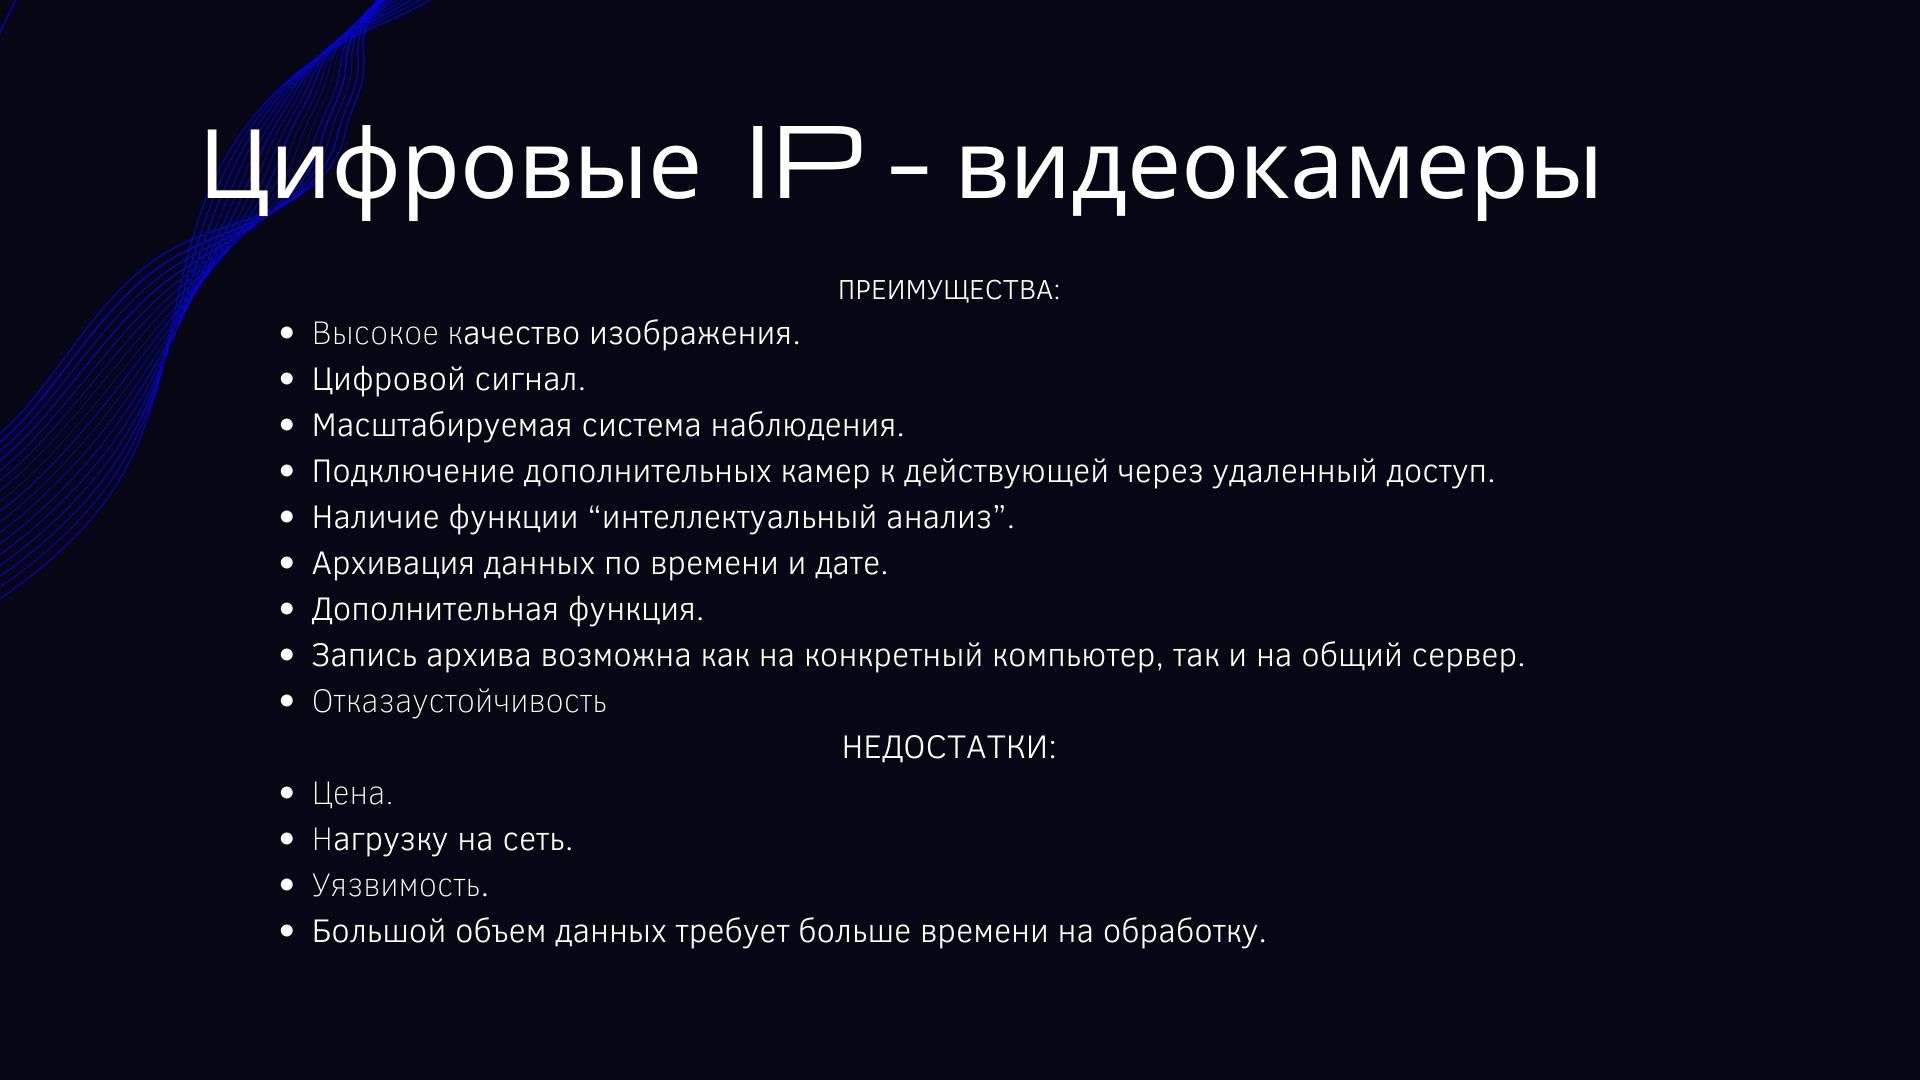 Цифровые IP - видеокамеры
ПРЕИМУЩЕСТВА:
• Высокое качество изображения.
• Цифровой сигнал.
• Масштабируемая система наблюдения.
• Подключение дополнительных камер к действующей через удаленный доступ.
• Наличие функции “интеллектуальный анализ”.
• Архивация данных по времени и дате.
• Дополнительная функция.
• Запись архива возможна как на конкретный компьютер, так и на общий сервер.
• Отказаустойчивость
НЕДОСТАТКИ:
• Цена.
• Нагрузку на сеть.
• Уязвимость.
• Большой объем данных требует больше времени на обработку.